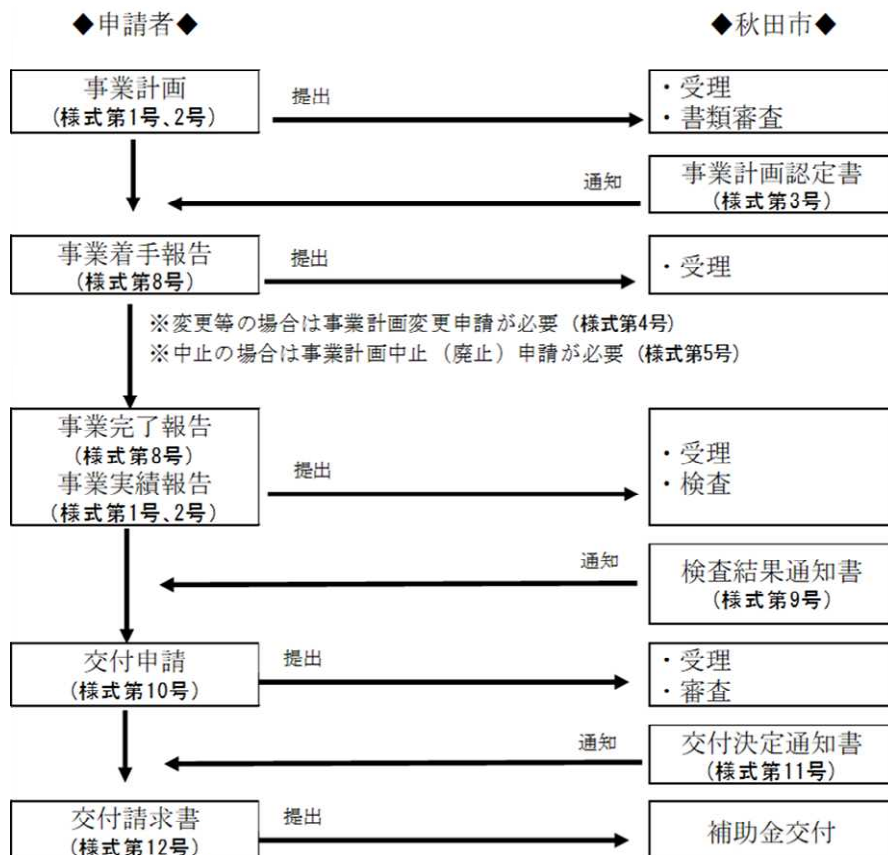 ◆申請者◆
◆秋田市◆
事業計画
(様式第1号、2号)
提出
・受理
・書類審査
通知
事業計画認定書
(様式第3号)
事業着手報告
(様式第8号)
提出
・受理
※変更等の場合は事業計画変更申請が必要 (様式第4号)
※中止の場合は事業計画中止（廃止）申請が必要 (様式第5号)
事業完了報告
(様式第8号)
事業実績報告
(様式第1号、2号)
提出
・受理
・検査
通知
検査結果通知書
(様式第9号)
交付申請
(様式第10号)
提出
・受理
・審査
通知
交付決定通知書
(様式第11号)
交付請求書
(様式第12号)
提出
補助金交付